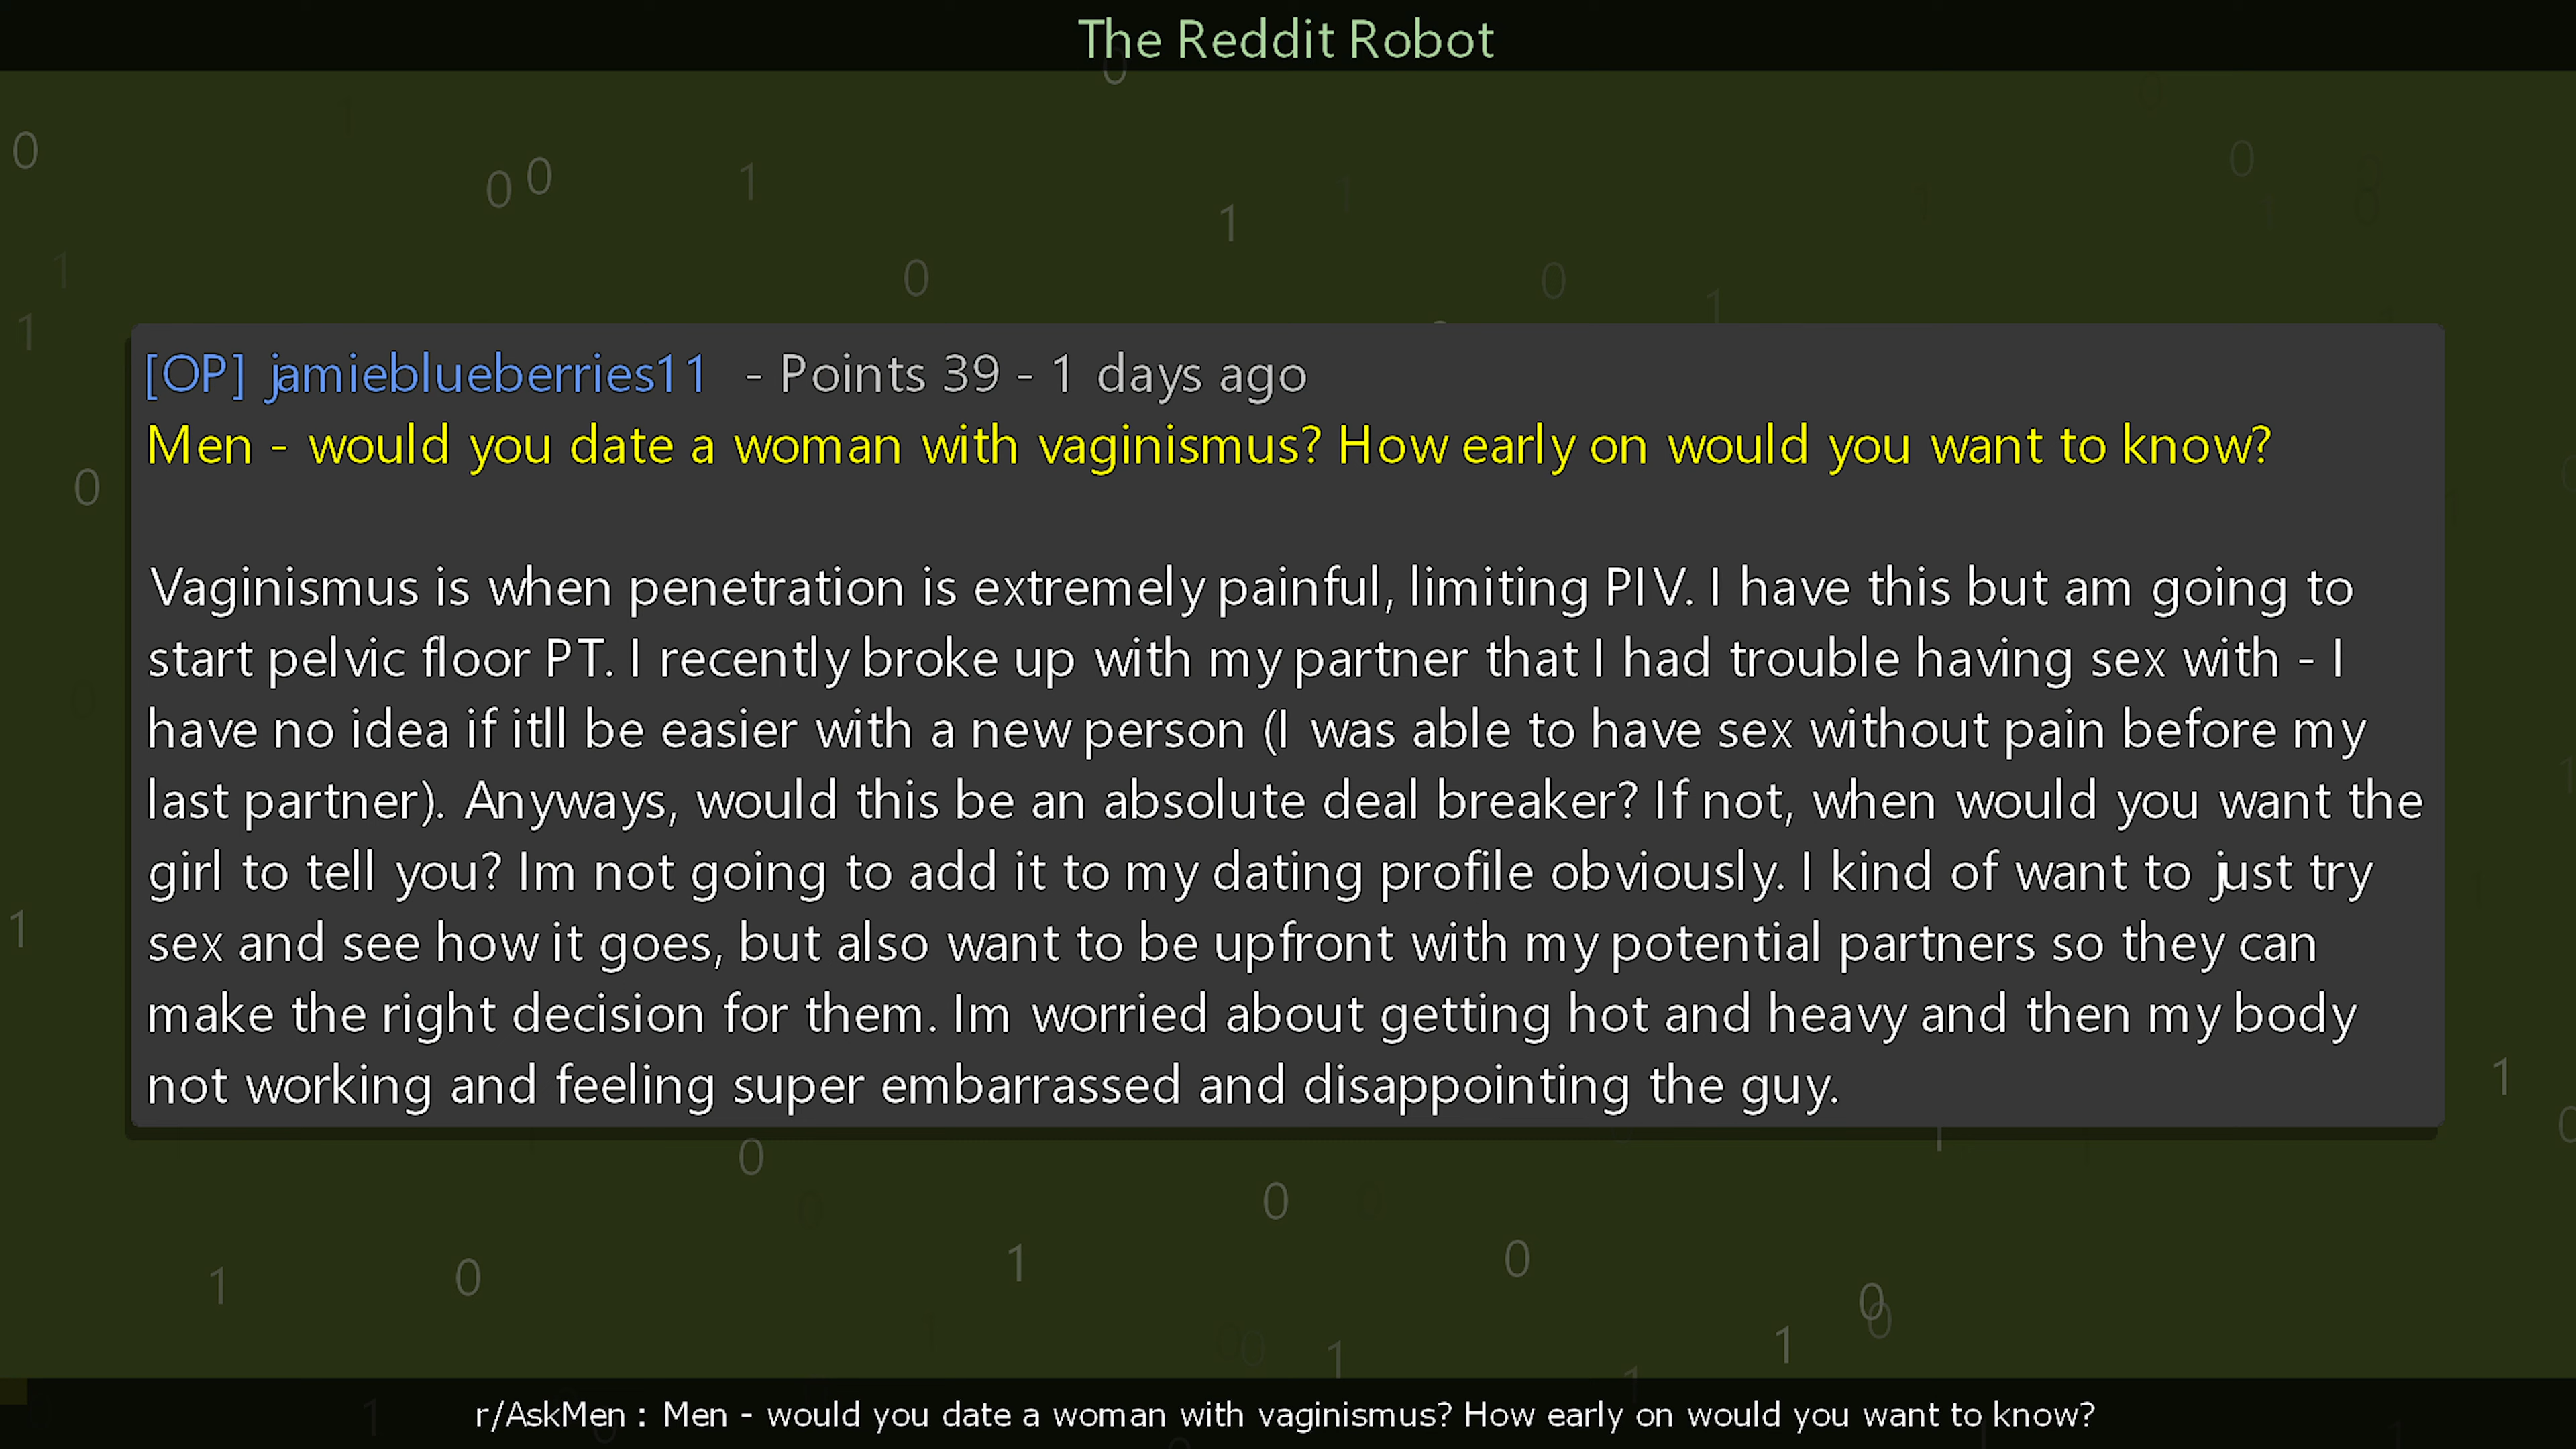 The Reddit Robot
[OP] jamieblueberries11 - Points 39 - 1 days ago
Men - would you date a woman with vaginismus? How early on would you want to know?
Vaginismus is when penetration is extremely painful, limiting PIV. I have this but am going to
start pelvic floor PT. I recently broke up with my partner that I had trouble having sex with - I
have no idea if itll be easier with a new person (I was able to have sex without pain before my
last partner). Anyways, would this be an absolute deal breaker? If not, when would you want the
girl to tell you? Im not going to add it to my dating profile obviously. I kind of want to just try
sex and see how it goes, but also want to be upfront with my potential partners so they can
make the right decision for them. Im worried about getting hot and heavy and then my body
not working and feeling super embarrassed and disappointing the guy.
r/AskMen : Men - would you date a woman with vaginismus? How early on would you want to know?